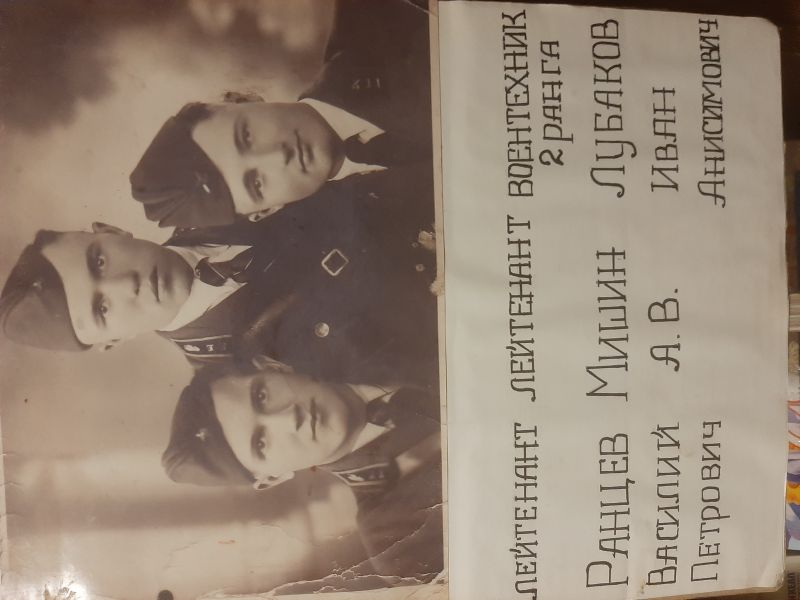 ЛЕЙТЕНАНТ ЛЕЙТЕНАНТ ВОЕНТЕХНИК
2 РАНГА
РАНЦЕВ МИШИН ЛУБАКОВ
ВАСИЛИЙ А.В. ИВАН
ПЕТРОВИЧ АНИСИМОВИЧ